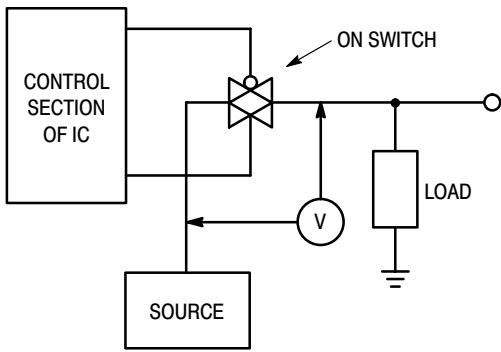 CONTROL
SECTION
OF IC
ON SWITCH
V
LOAD
SOURCE